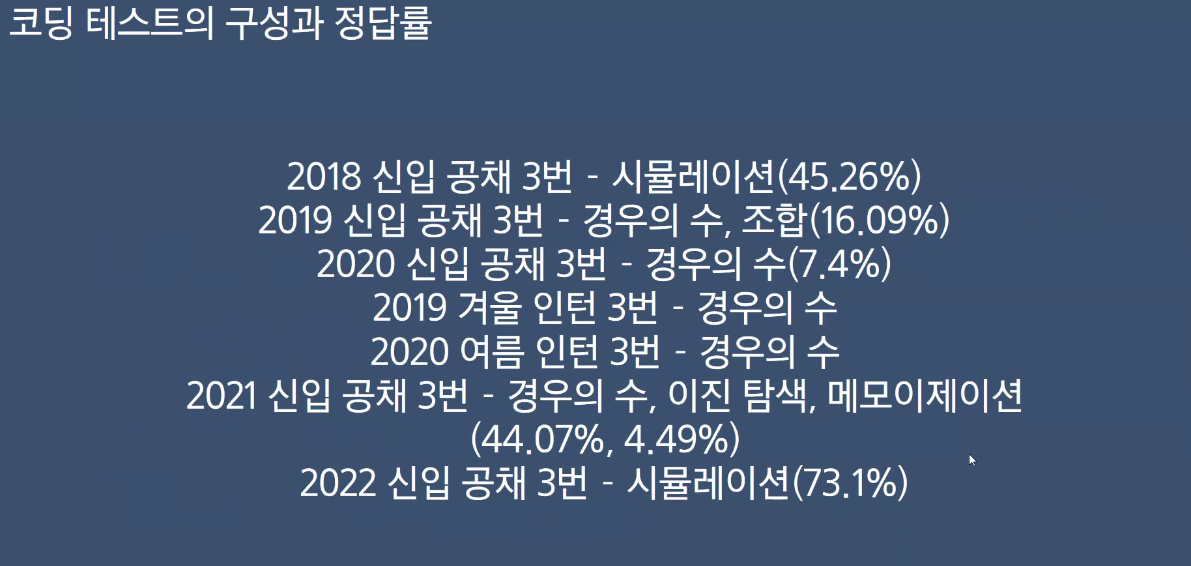 코딩 테스트의 구성과 정답률
2018 신입 공채 3번 - 시뮬레이션(45.26%)
2019 신입 공채 3번 - 경우의 수, 조합(16.09%)
2020 신입 공채 3번 - 경우의 수(7.4%)
2019 겨울 인턴 3번 - 경우의 수
2020 여름 인턴 3번 - 경우의 수
2021 신입 공채 3번 - 경우의 수, 이진 탐색, 메모이제이션
(44.07%, 4.49%)
2022 신입 공채 3번 - 시뮬레이션(73.1%)